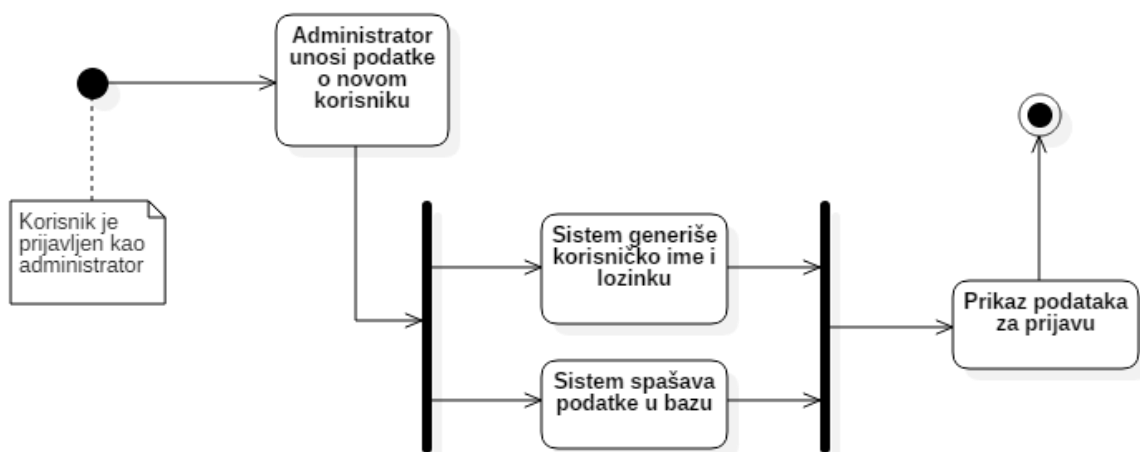 Administrator
unosi podatke
o novom
korisniku
Korisnik je
prijavljen kao
administrator
Sistem generiše
korisničko ime i
lozinku
Sistem spašava
podatke u bazu
Prikaz podataka
za prijavu